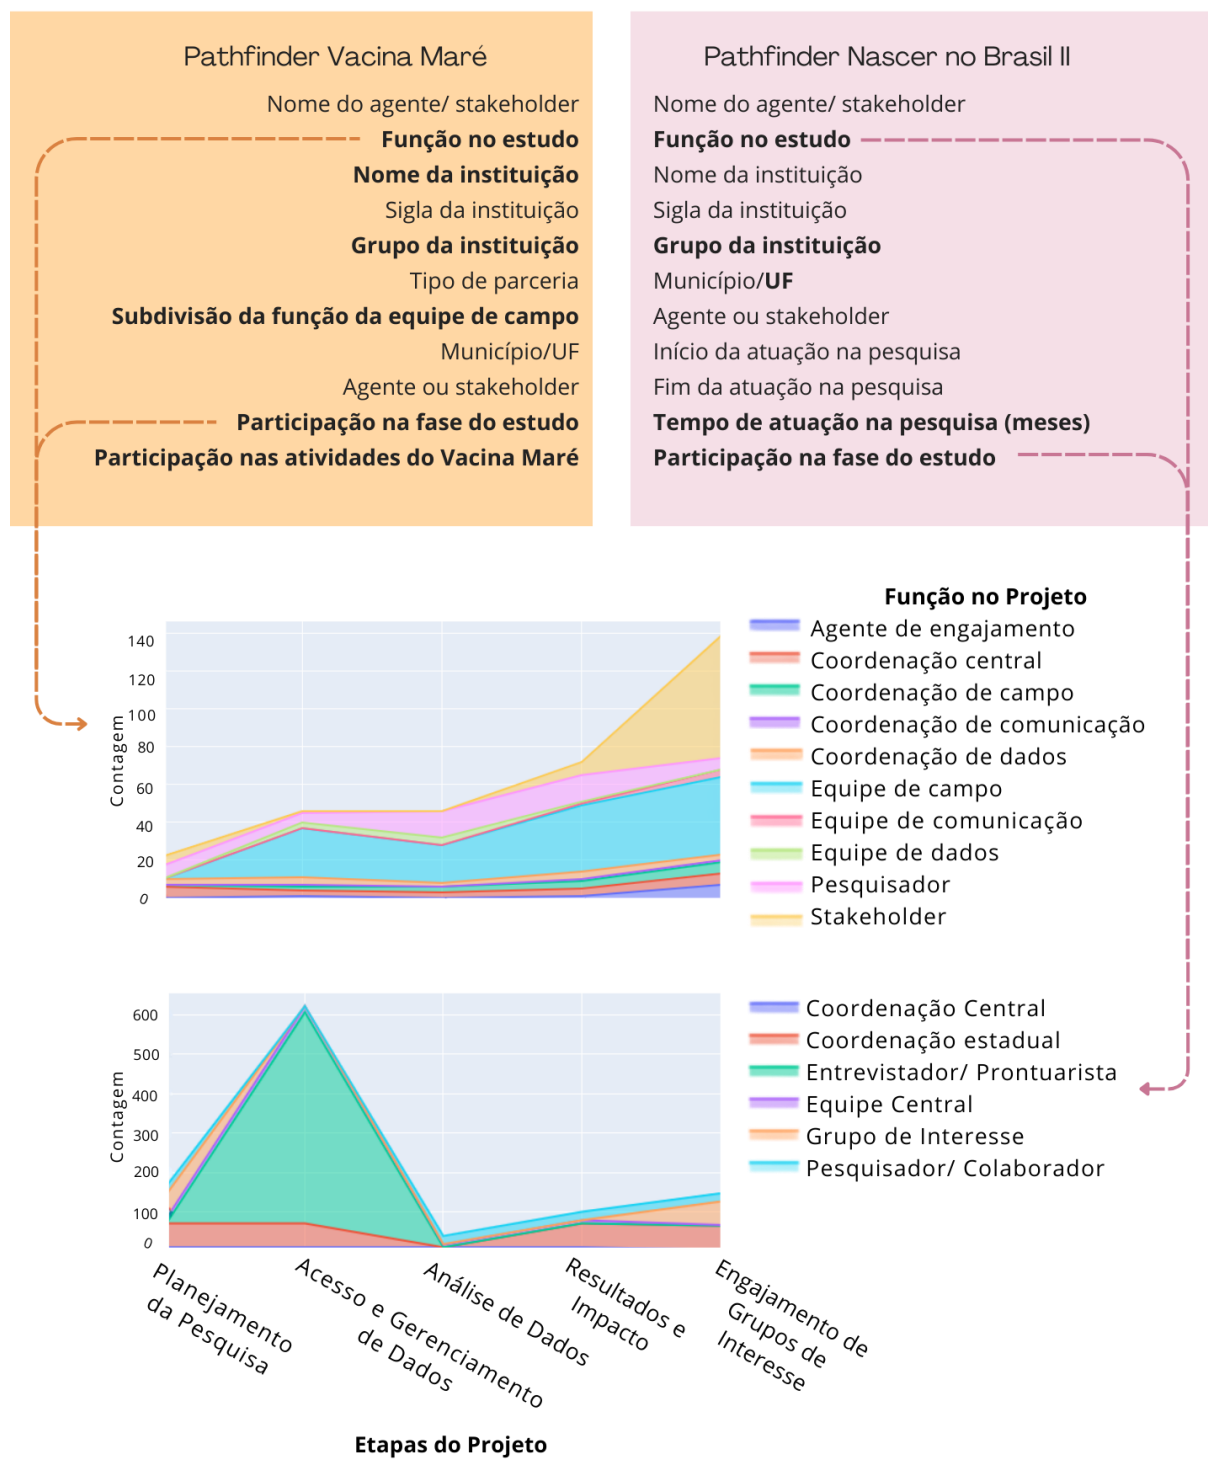 Pathfinder Vacina Maré
Nome do agente/ stakeholder
Função no estudo
Nome da instituição
Sigla da instituição
Grupo da instituição
Tipo de parceria
Subdivisão da função da equipe de campo
Município/UF
Agente ou stakeholder
Participação na fase do estudo
Participação nas atividades do Vacina Maré
Pathfinder Nascer no Brasil II
Nome do agente/ stakeholder
Função no estudo
Nome da instituição
Sigla da instituição
Grupo da instituição
Município/UF
Agente ou stakeholder
Início da atuação na pesquisa
Fim da atuação na pesquisa
Tempo de atuação na pesquisa (meses)
Participação na fase do estudo
Contagem
140
120
100
80
60
40
20
0
Função no Projeto
Agente de engajamento
Coordenação central
Coordenação de campo
Coordenação de comunicação
Coordenação de dados
Equipe de campo
Equipe de comunicação
Equipe de dados
Pesquisador
Stakeholder
Contagem
600
500
400
300
200
100
0
Coordenação Central
Coordenação estadual
Entrevistador/ Prontuarista
Equipe Central
Grupo de Interesse
Pesquisador/ Colaborador
Planejamento
da Pesquisa
Acesso e Gerenciamento
de Dados
Análise de Dados
Resultados e
Impacto
Engajamento de
Grupos de
Interesse
Etapas do Projeto